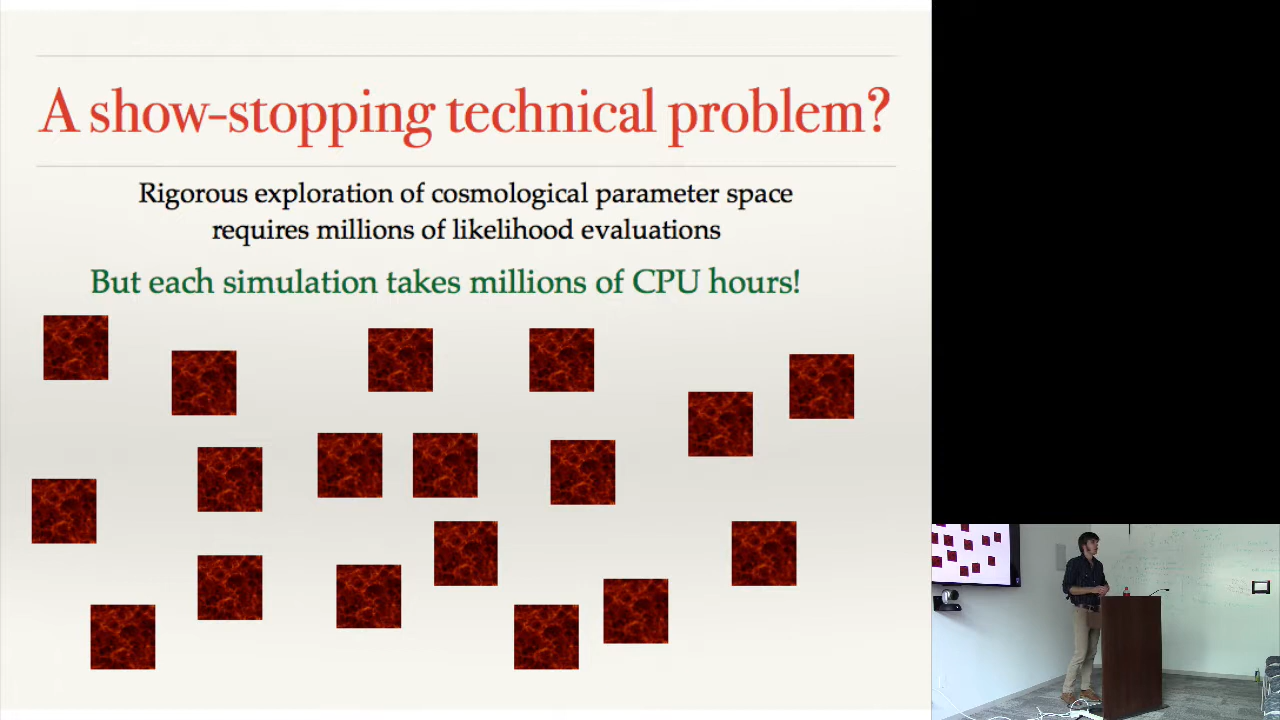 A show-stopping technical problem?
Rigorous exploration of cosmological parameter space
requires millions of likelihood evaluations
But each simulation takes millions of CPU hours!